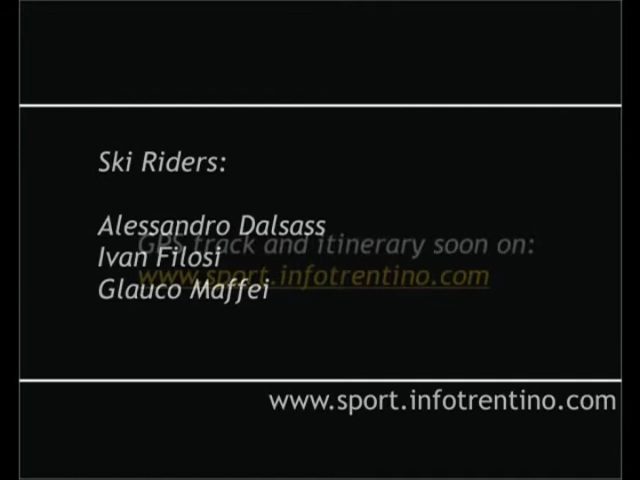 Ski Riders:
Alessandro Dalsass
GPS track and itinerary soon on:
Ivan Filosi
www.sport.infotrentino.com
Glauco Maffei
www.sport.infotrentino.com